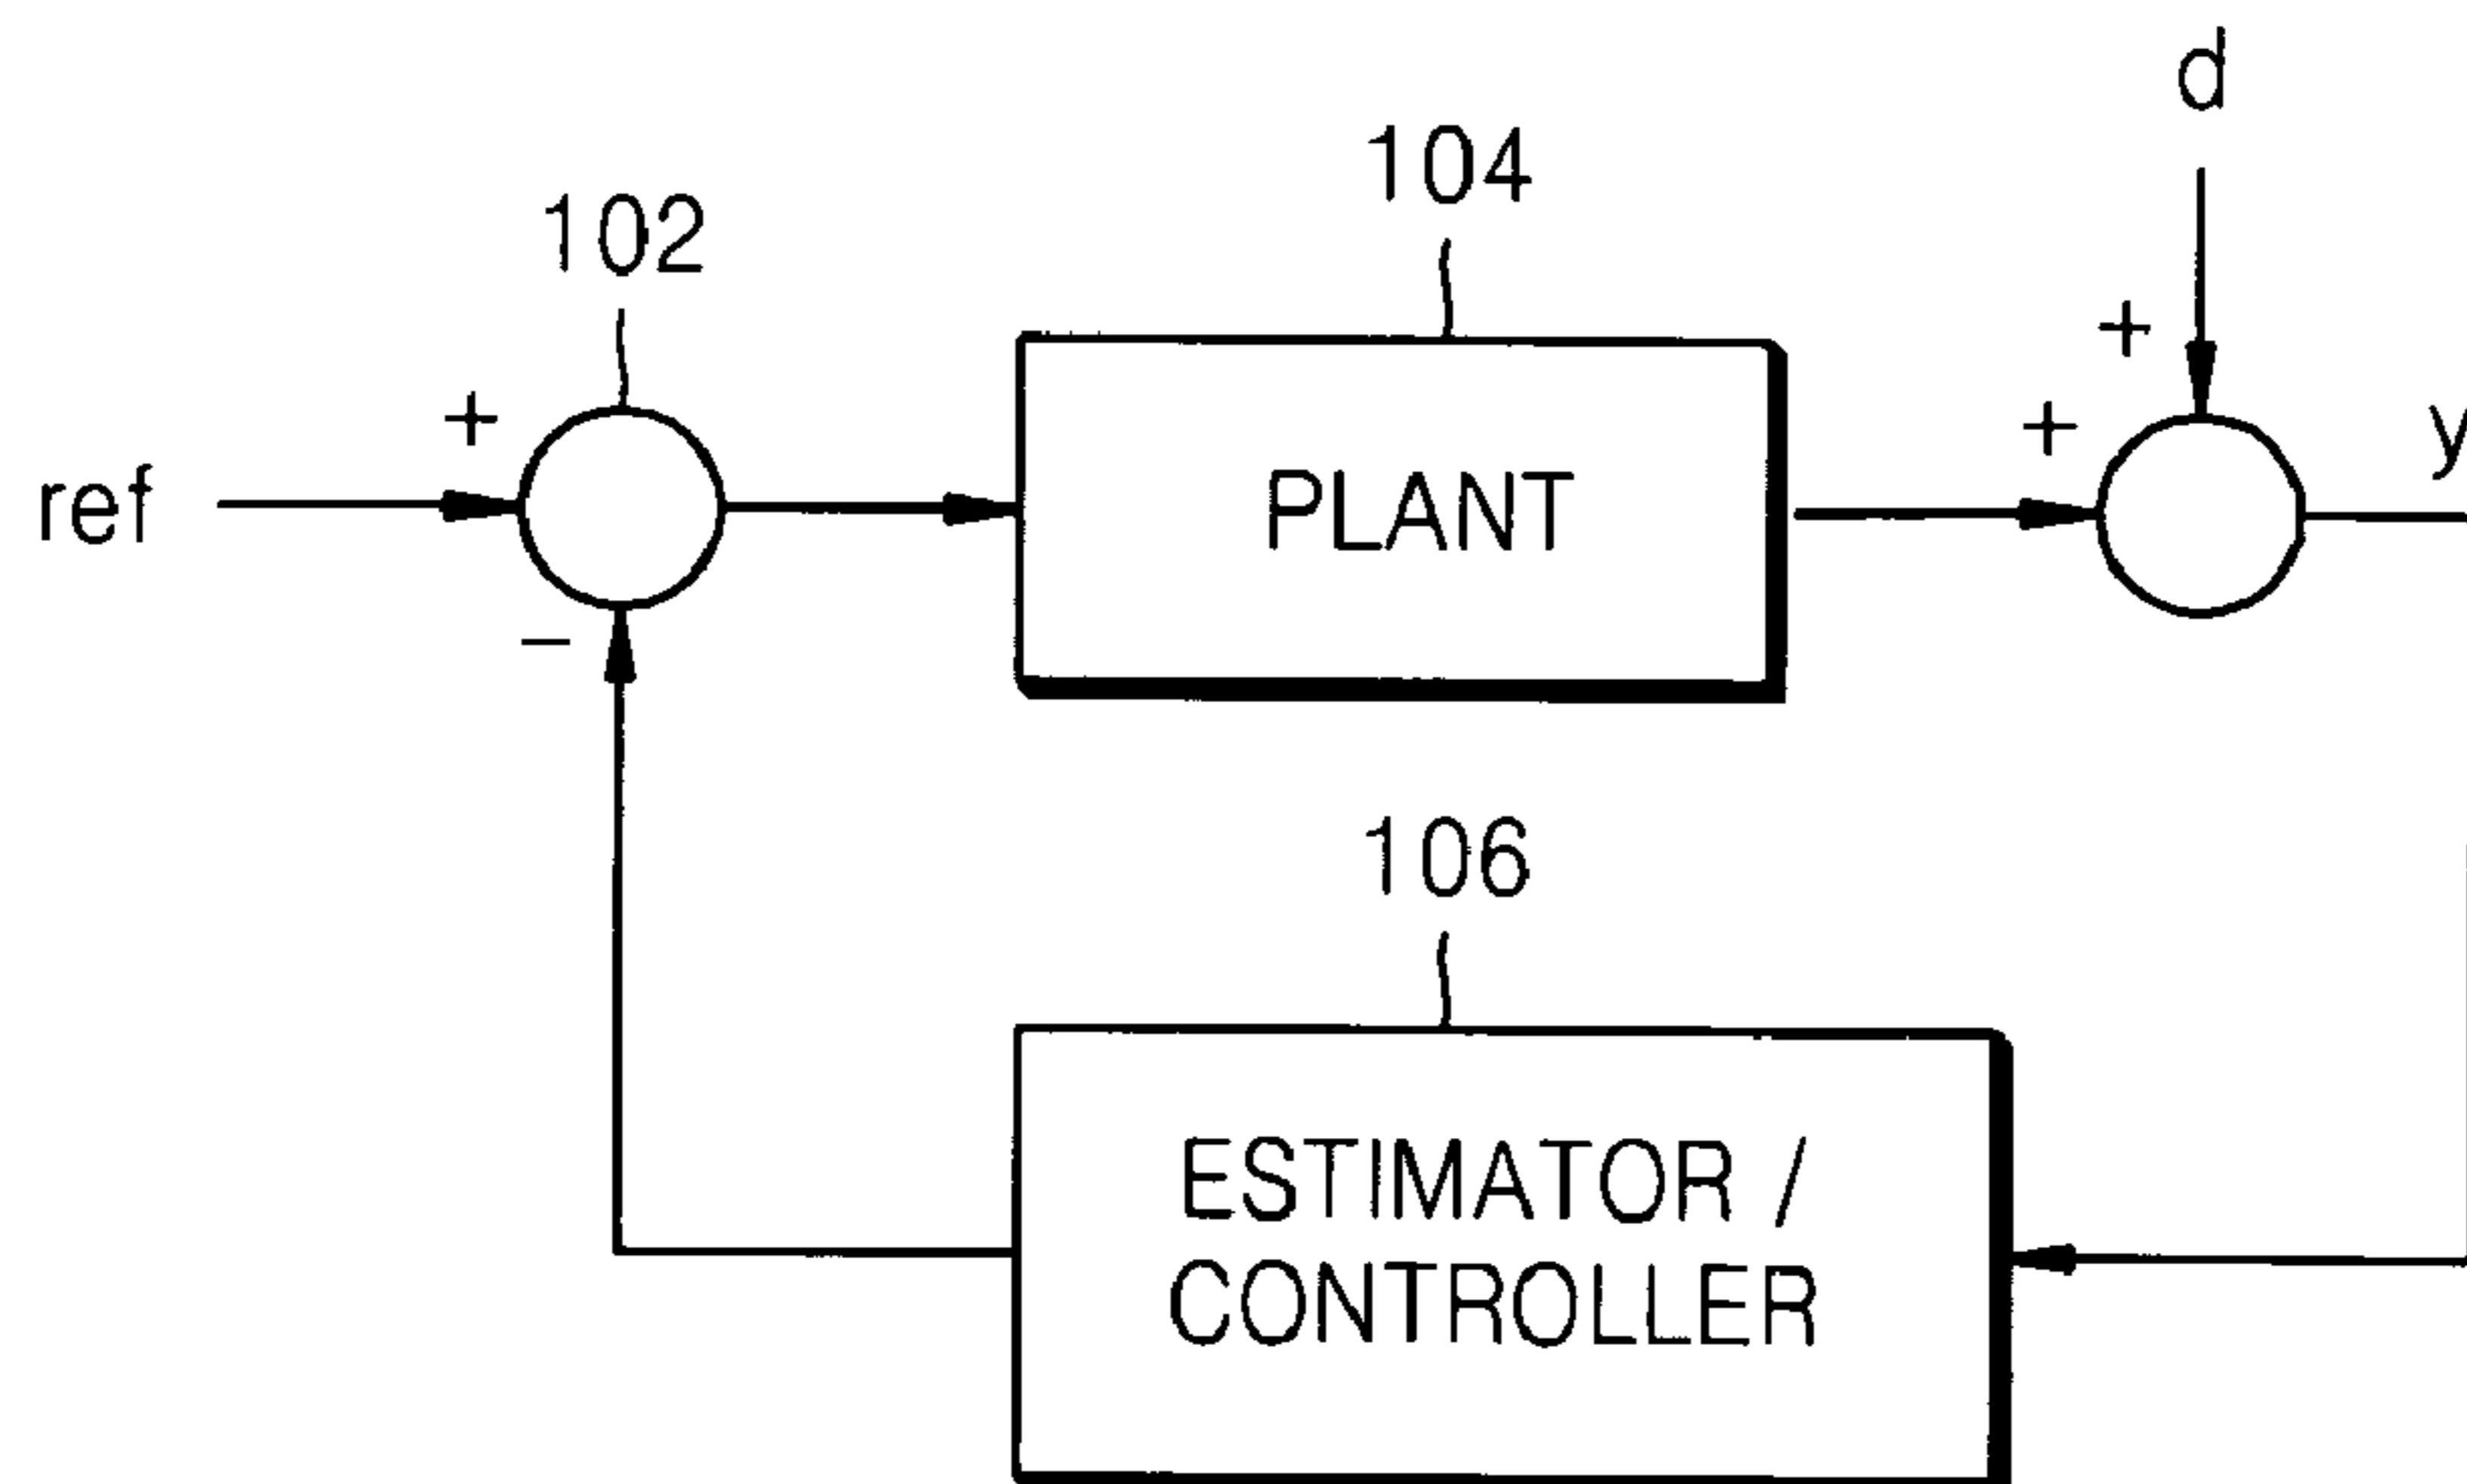 d
104
102
+
+
+
y
ref
PLANT
−
106
ESTIMATOR /
CONTROLLER